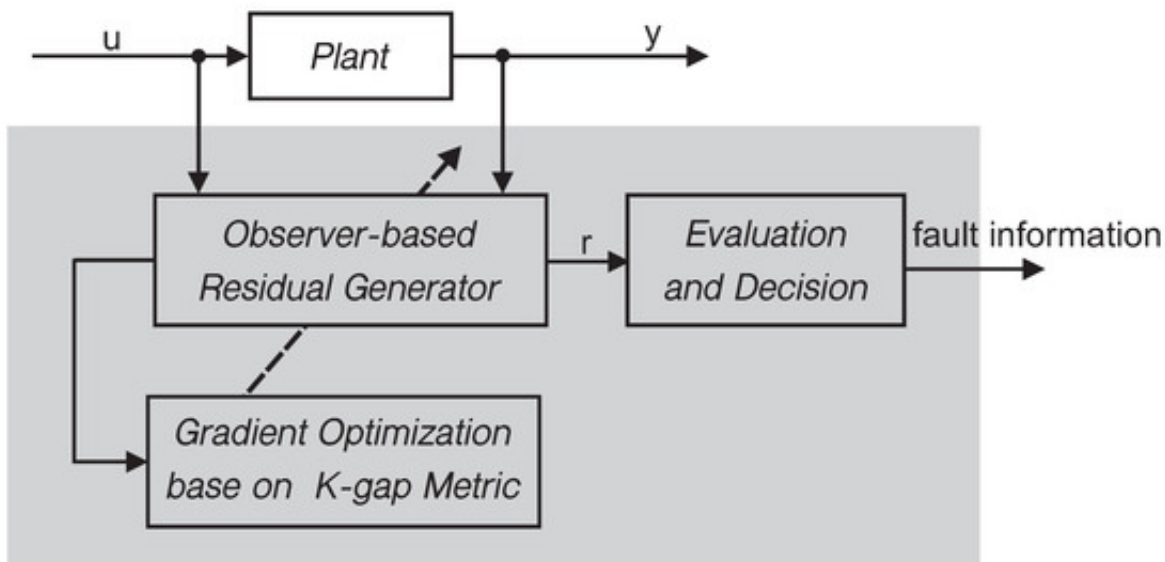 u
Plant
y
Observer-based
Residual Generator
r
Evaluation
and Decision
fault information
Gradient Optimization
base on K-gap Metric